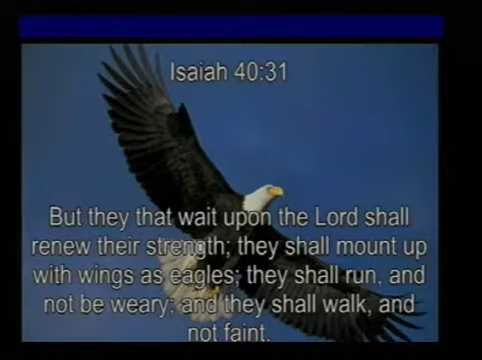 Isaiah 40:31
But they that wait upon the Lord shall
renew their strength; they shall mount up
with wings as eagles; they shall run, and
not be weary; and they shall walk, and
not faint.